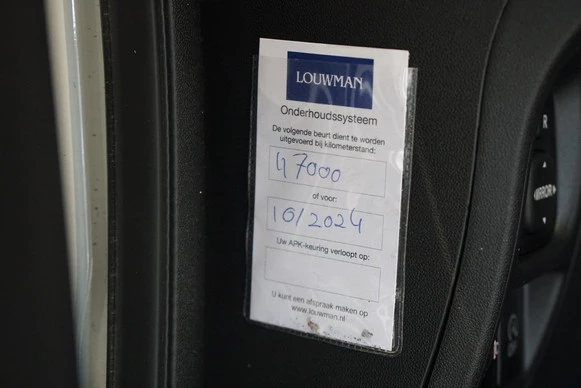 LOUWMAN
Onderhoudssysteem
De volgende beurt dient te worden
uitgevoerd bij kilometerstand:
47000
of voor:
10/2024
Uw APK-keuring verloopt op:
U kunt een afspraak maken op
www.louwman.nl
R
◄MIRROR►